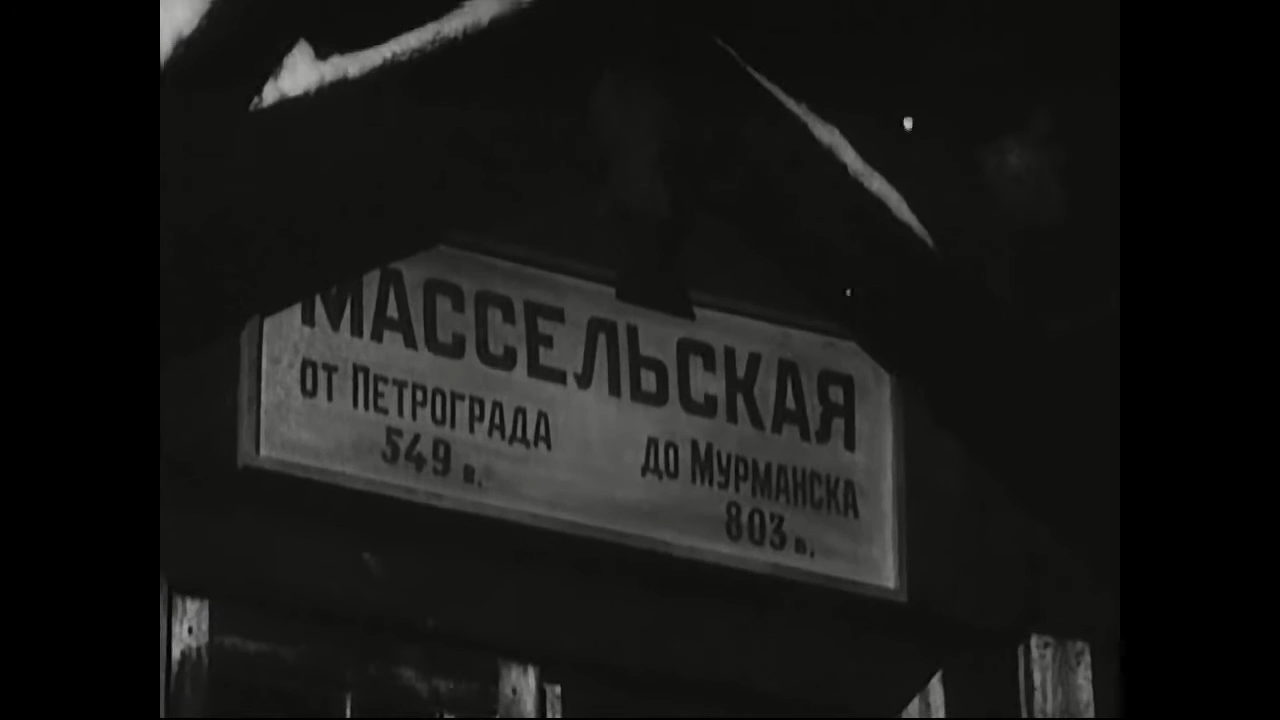 МАССЕЛЬСКАЯ
от Петрограда
549 в.
до Мурманска
803 в.